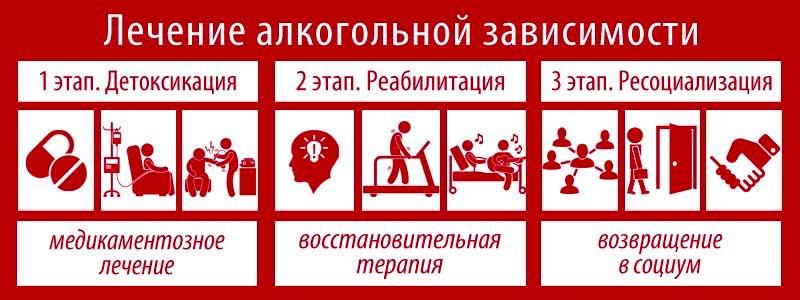 Лечение алкогольной зависимости
1 этап. Детоксикация
2 этап. Реабилитация
3 этап. Ресоциализация
медикаментозное
лечение
восстановительная
терапия
возвращение
в социум